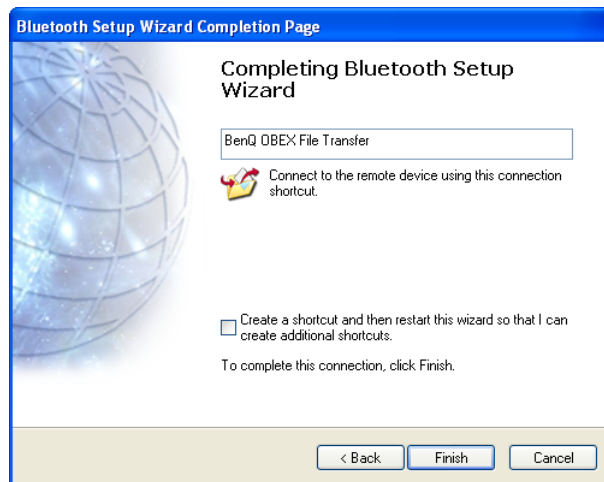 Bluetooth Setup Wizard Completion Page
Completing Bluetooth Setup
Wizard
BenQ OBEX File Transfer
Connect to the remote device using this connection
shortcut.
Create a shortcut and then restart this wizard so that I can
create additional shortcuts.
To complete this connection, click Finish.
< Back
Finish
Cancel